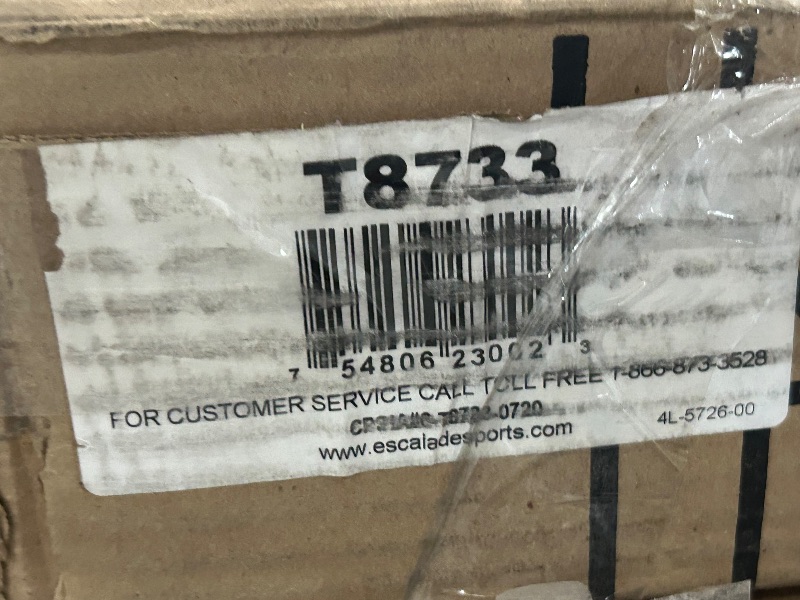 T8733
7 54806 23002 3
FOR CUSTOMER SERVICE CALL TOLL FREE 1-866-873-3528
www.escaladesports.com
4L-5726-00